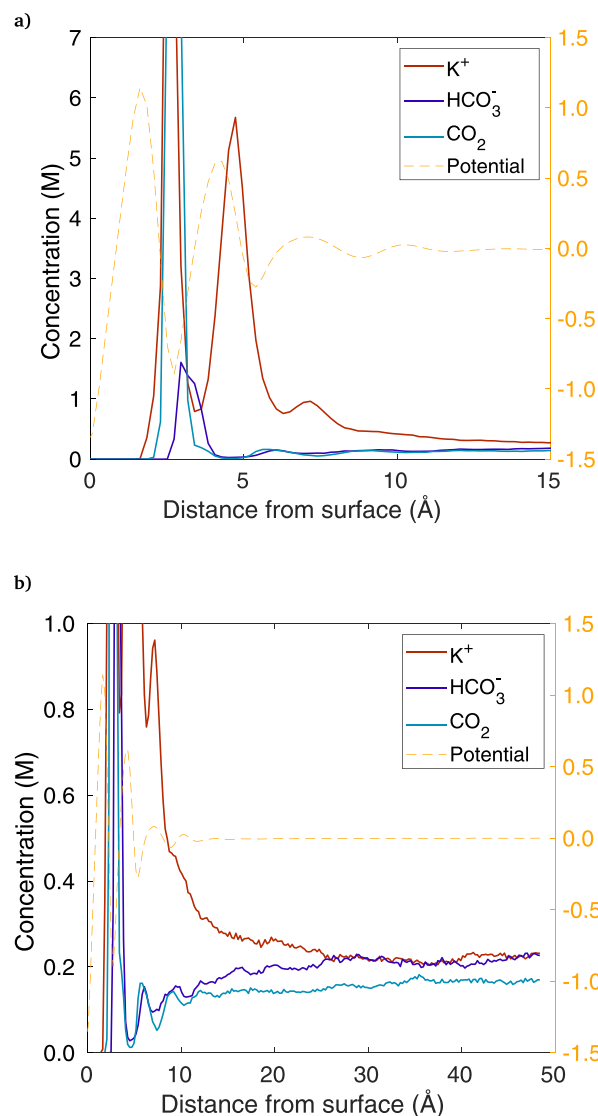 a)
7
6
5
4
3
2
1
0
Concentration (M)
K+
HCO3-
CO2
Potential
1.5
1.0
0.5
0.0
-0.5
-1.0
-1.5
0
5
10
15
Distance from surface (Å)
b)
1.0
0.8
0.6
0.4
0.2
0.0
Concentration (M)
K+
HCO3-
CO2
Potential
1.5
1.0
0.5
0.0
-0.5
-1.0
-1.5
0
10
20
30
40
50
Distance from surface (Å)